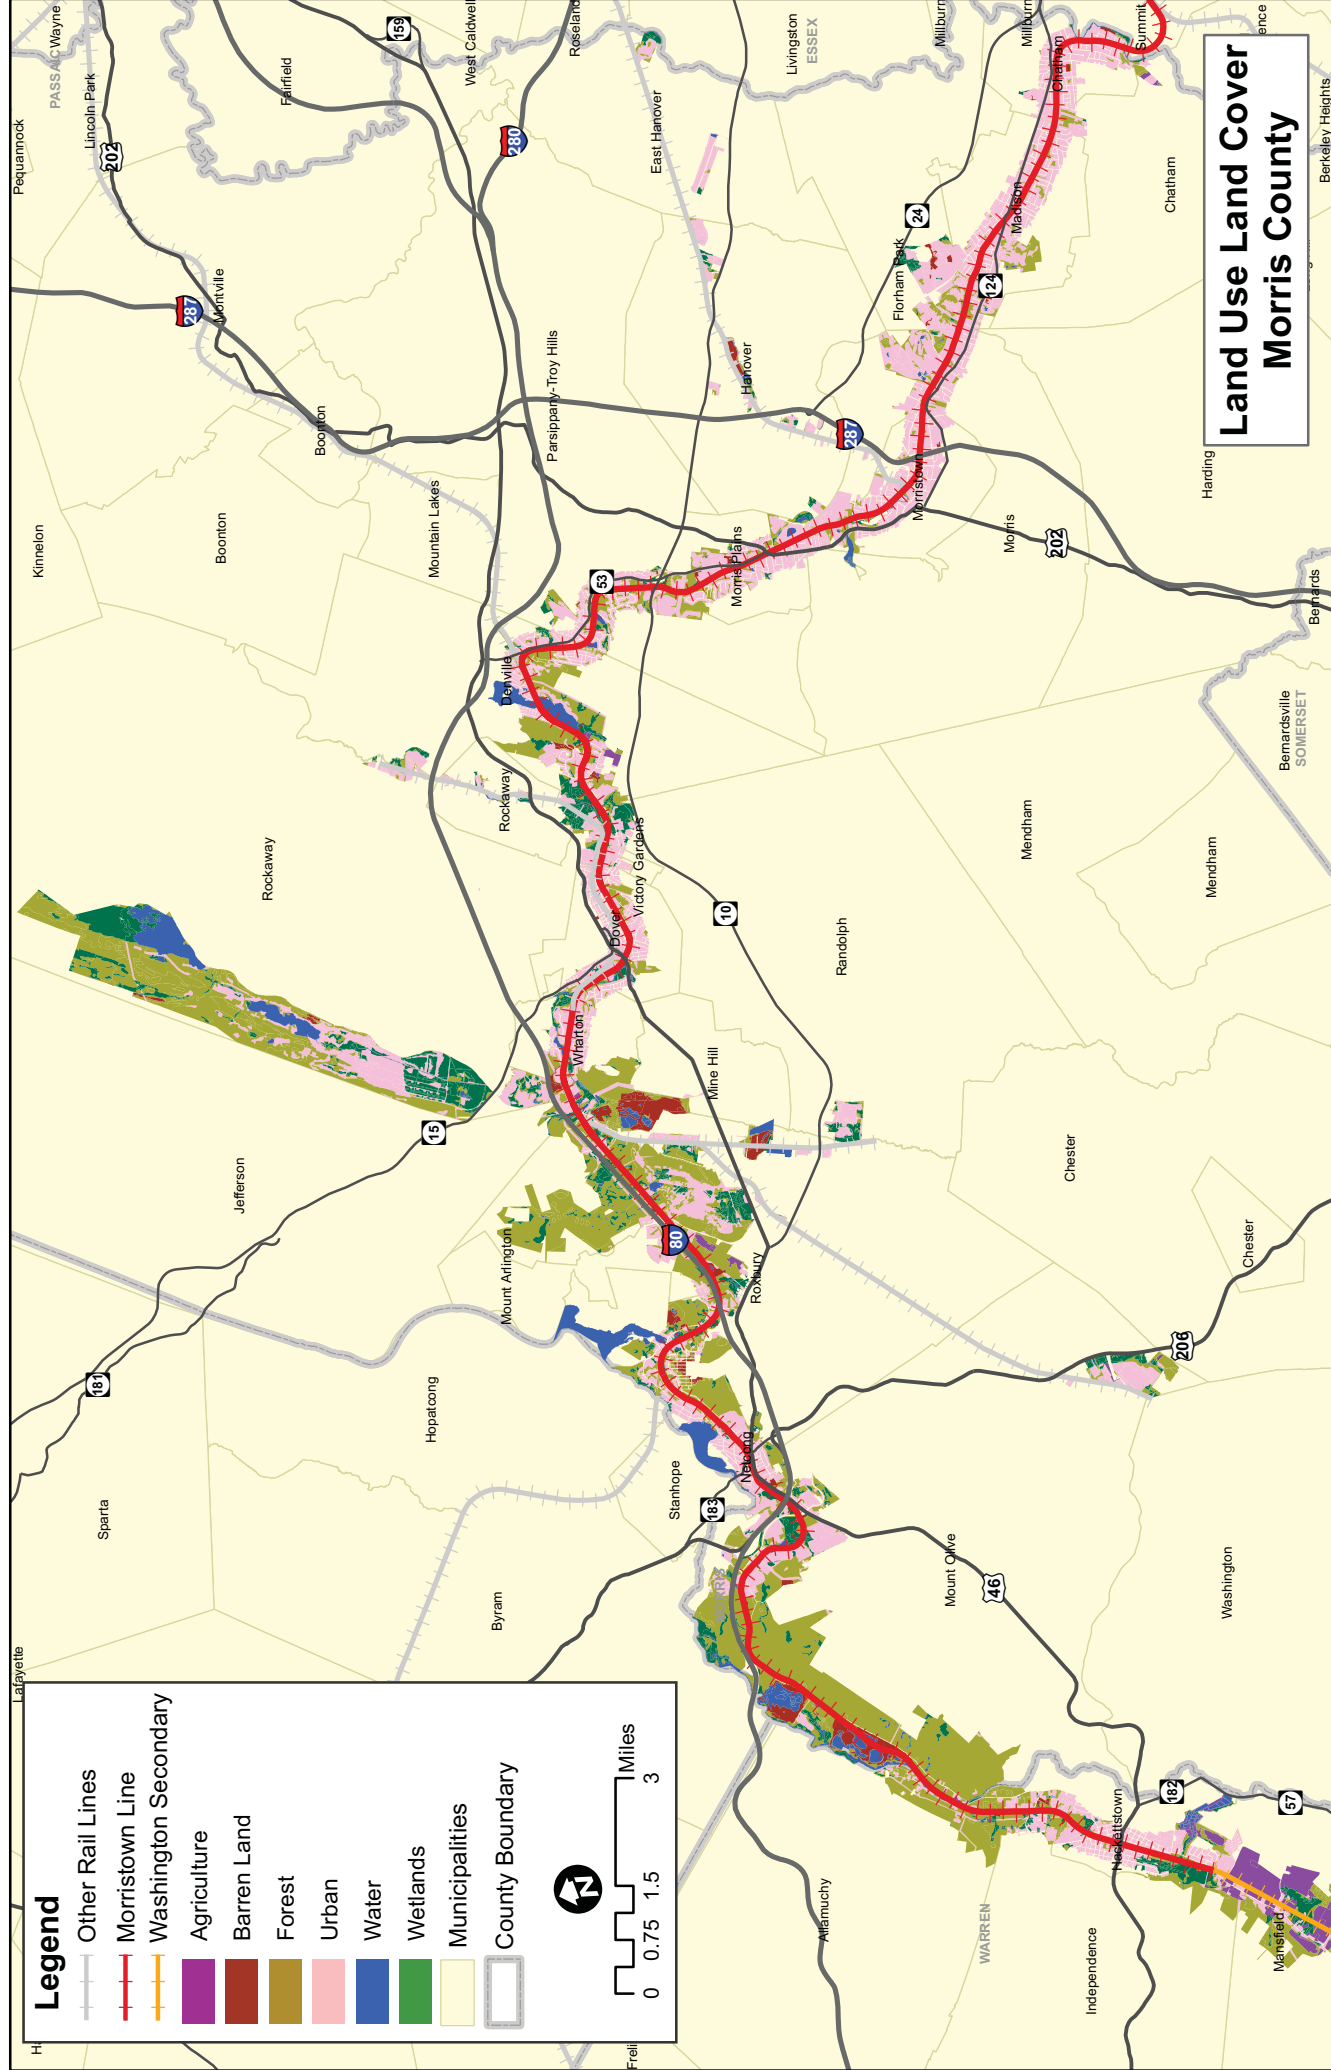 Legend
Other Rail Lines
Morristown Line
Washington Secondary
Agriculture
Barren Land
Forest
Urban
Water
Wetlands
Municipalities
County Boundary
N
0 0.75 1.5 3
Miles
Land Use Land Cover
Morris County
Lafayette
Kinnelon
Pequannock
PASSAIC
Wayne
Lincoln Park
202
181
Sparta
287
Montville
Boonton
Jefferson
Rockaway
Fairfield
Boonton
159
Hopatcong
15
Mountain Lakes
West Caldwell
Byram
Mount Arlington
Rockaway
Denville
280
Parsippany-Troy Hills
Roseland
Wharton
53
Dover
Victory Gardens
Freli
Stanhope
80
East Hanover
183
Mine Hill
10
Morris Plains
Hanover
Netcong
Roxbury
Livingston
ESSEX
Allamuchy
Randolph
287
Florham Park
24
Morristown
Millburn
Mount Olive
46
WARREN
124
Morris
Madison
Millburn
Mendham
202
Chatham
Independence
Hackettstown
Chester
Summit
182
206
Chatham
Mendham
Harding
Washington
Chester
57
Mansfield
Bernardsville
SOMERSET
Bernards
Berkeley Heights
ence